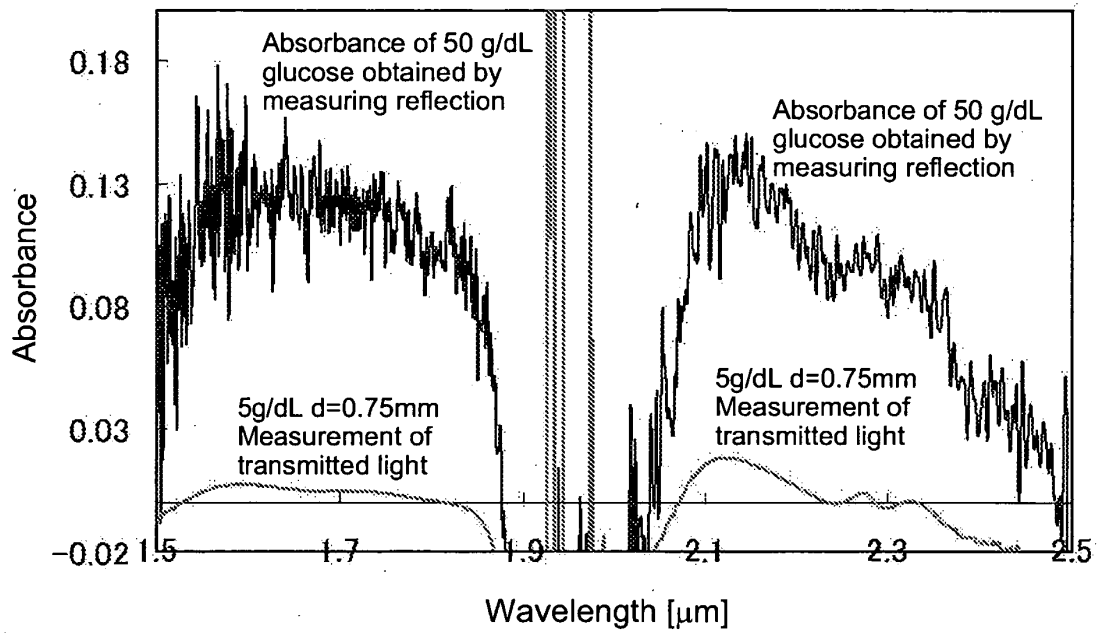 Absorbance of 50 g/dL
glucose obtained by
measuring reflection
Absorbance of 50 g/dL
glucose obtained by
measuring reflection
0.18
0.13
0.08
0.03
-0.02
Absorbance
5g/dL d=0.75mm
Measurement of
transmitted light
5g/dL d=0.75mm
Measurement of
transmitted light
1.5 1.7 1.9 2.1 2.3 2.5
Wavelength [μm]